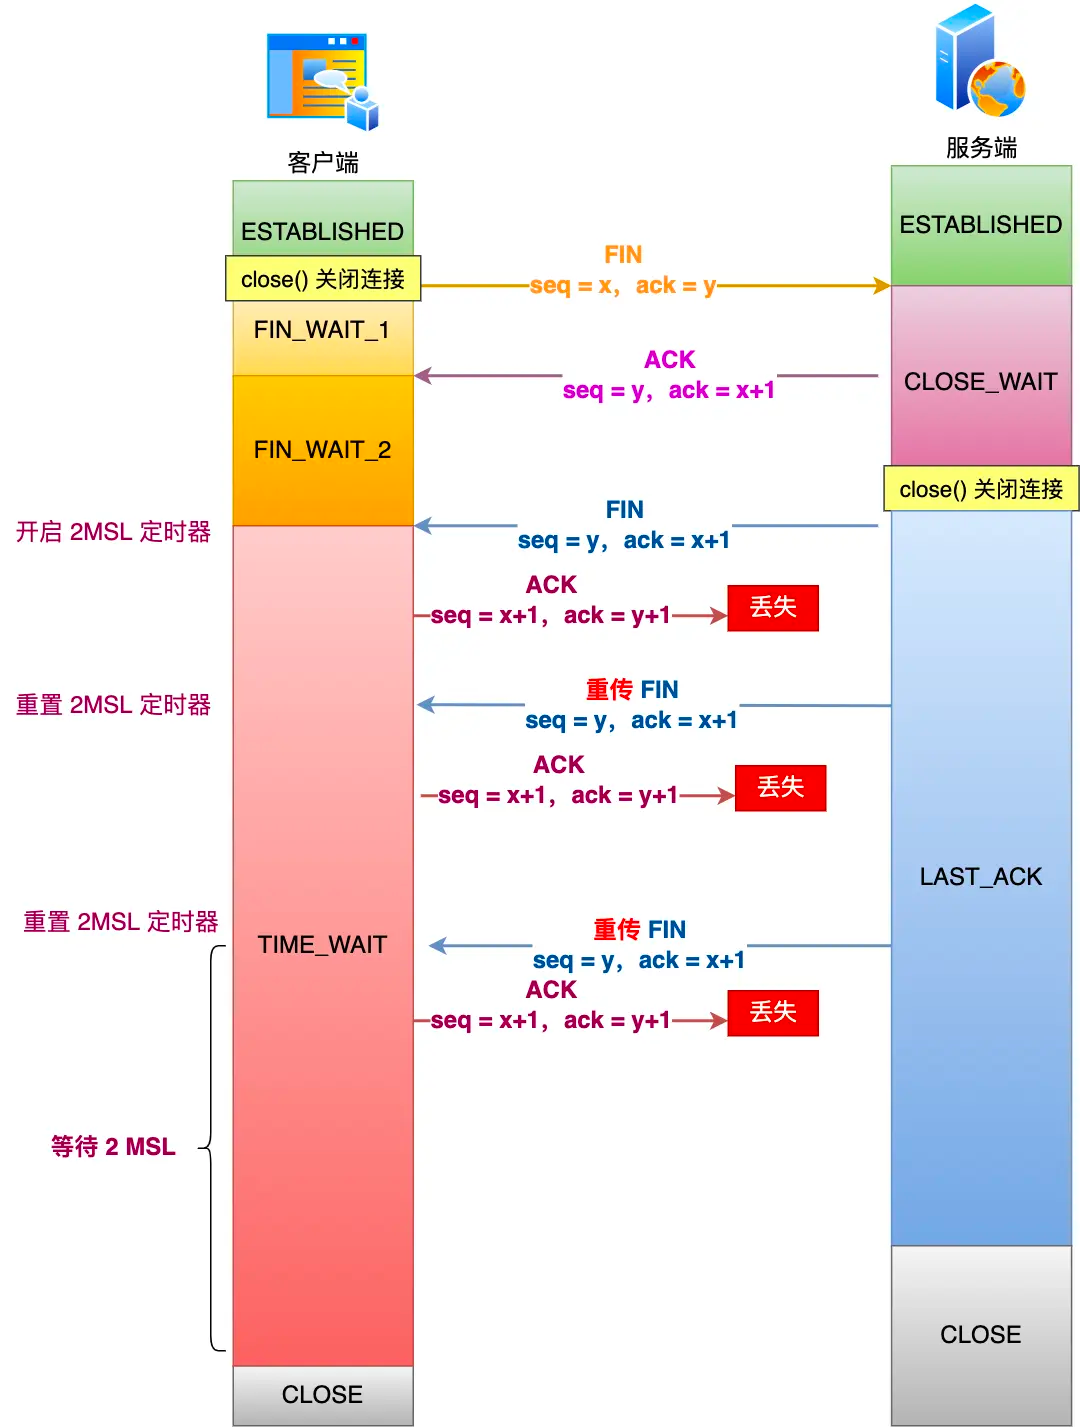 客户端
服务端
ESTABLISHED
ESTABLISHED
close() 关闭连接
FIN
seq = x, ack = y
FIN_WAIT_1
ACK
seq = y, ack = x+1
CLOSE_WAIT
FIN_WAIT_2
close() 关闭连接
开启 2MSL 定时器
FIN
seq = y, ack = x+1
ACK
seq = x+1, ack = y+1
丢失
重置 2MSL 定时器
重传 FIN
seq = y, ack = x+1
ACK
seq = x+1, ack = y+1
丢失
LAST_ACK
重置 2MSL 定时器
TIME_WAIT
重传 FIN
seq = y, ack = x+1
ACK
seq = x+1, ack = y+1
丢失
等待 2 MSL
CLOSE
CLOSE